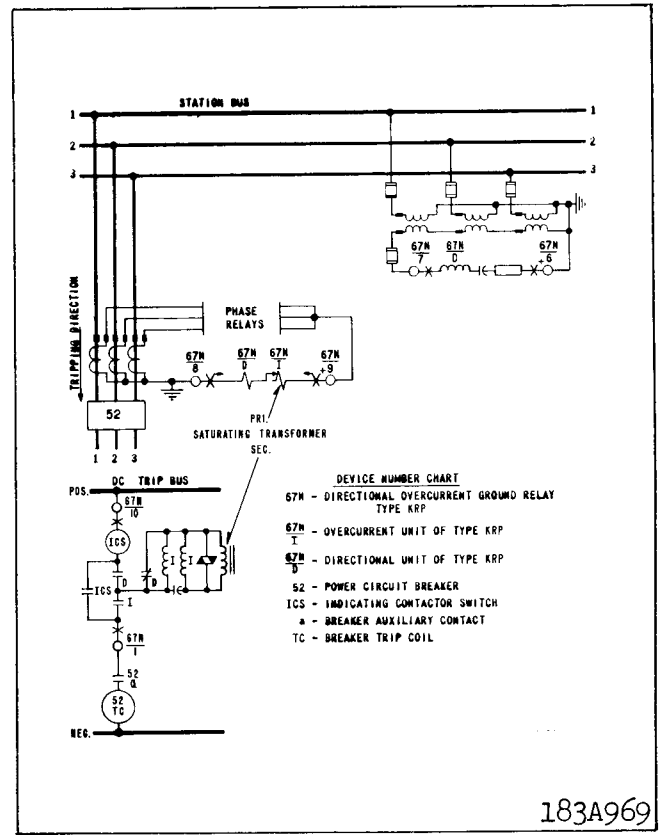 STATION BUS
1 1
2 2
3 3
67N 67N 67N
7 D +6
PHASE
RELAYS
TRIPPING DIRECTION
67N 67N 67N 67N
8 D I +9
52
PRI.
SATURATING TRANSFORMER
SEC.
1 2 3
DC TRIP BUS
POS.
67N
10
ICS
D
ICS
I
D I I
67N
1
52
a
52
TC
NEG.
DEVICE NUMBER CHART
67N - DIRECTIONAL OVERCURRENT GROUND RELAY
TYPE KRP
67N
I - OVERCURRENT UNIT OF TYPE KRP
67N
D - DIRECTIONAL UNIT OF TYPE KRP
52 - POWER CIRCUIT BREAKER
ICS - INDICATING CONTACTOR SWITCH
a - BREAKER AUXILIARY CONTACT
TC - BREAKER TRIP COIL
183A969